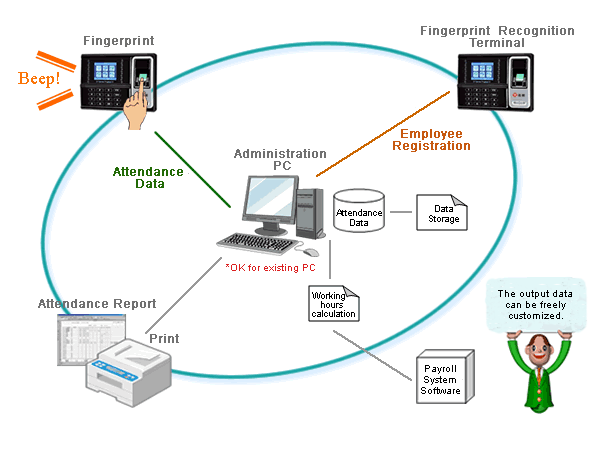 Fingerprint
Fingerprint Recognition
Terminal
Beep!
Employee
Registration
Administration
PC
Attendance
Data
Attendance
Data
Data
Storage
*OK for existing PC
Working
hours
calculation
Attendance Report
Print
The output data
can be freely
customized.
Payroll
System
Software